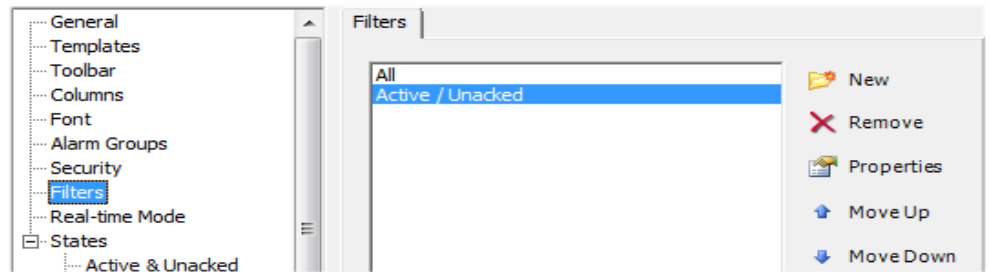 General
Templates
Toolbar
Columns
Font
Alarm Groups
Security
Filters
Real-time Mode
States
Active & Unacked
Filters
All
Active / Unacked
New
Remove
Properties
Move Up
Move Down